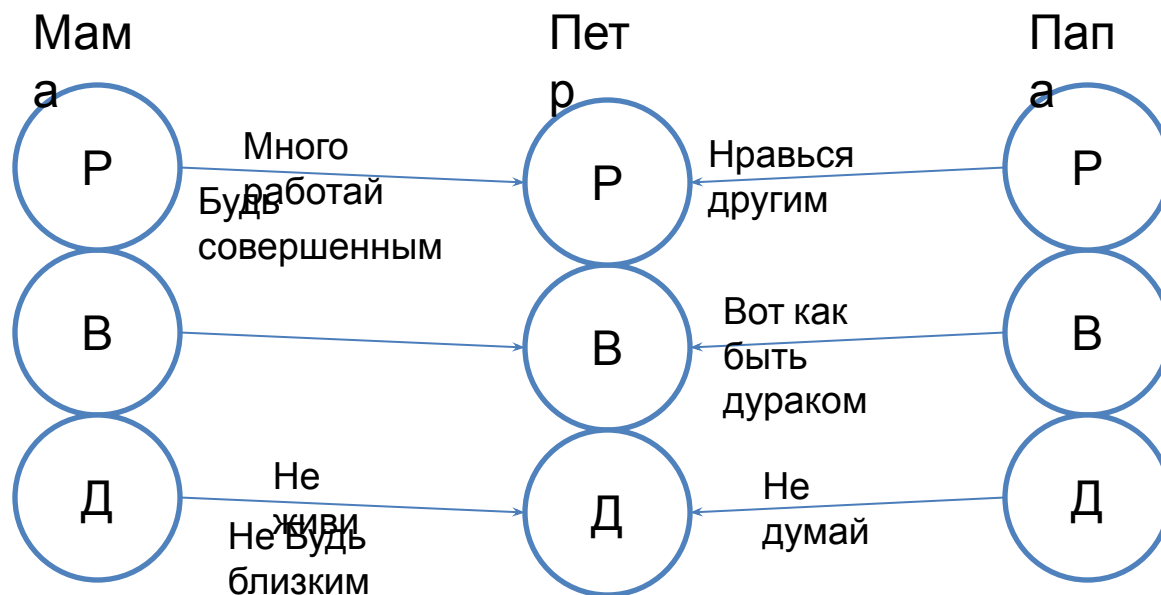 Мам
а
Пет
р
Пап
а
Р
Много
работай
Будь
совершенным
Р
Нравься
другим
Р
В
В
Вот как
быть
дураком
В
Д
Не
живи
Не Будь
близким
Д
Не
думай
Д